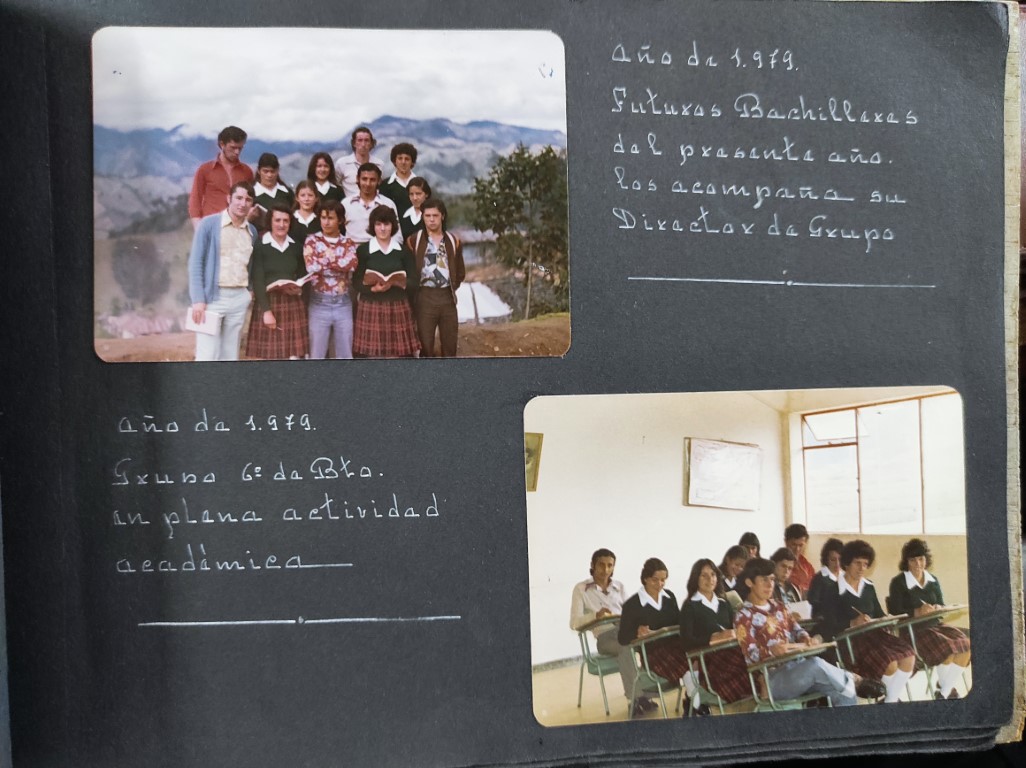 Año de 1.979.
Futuros Bachilleres
del presente año.
Los acompaña su
Director de Grupo
Año de 1.979.
Grupo 6º de Bto.
en plena actividad
académica